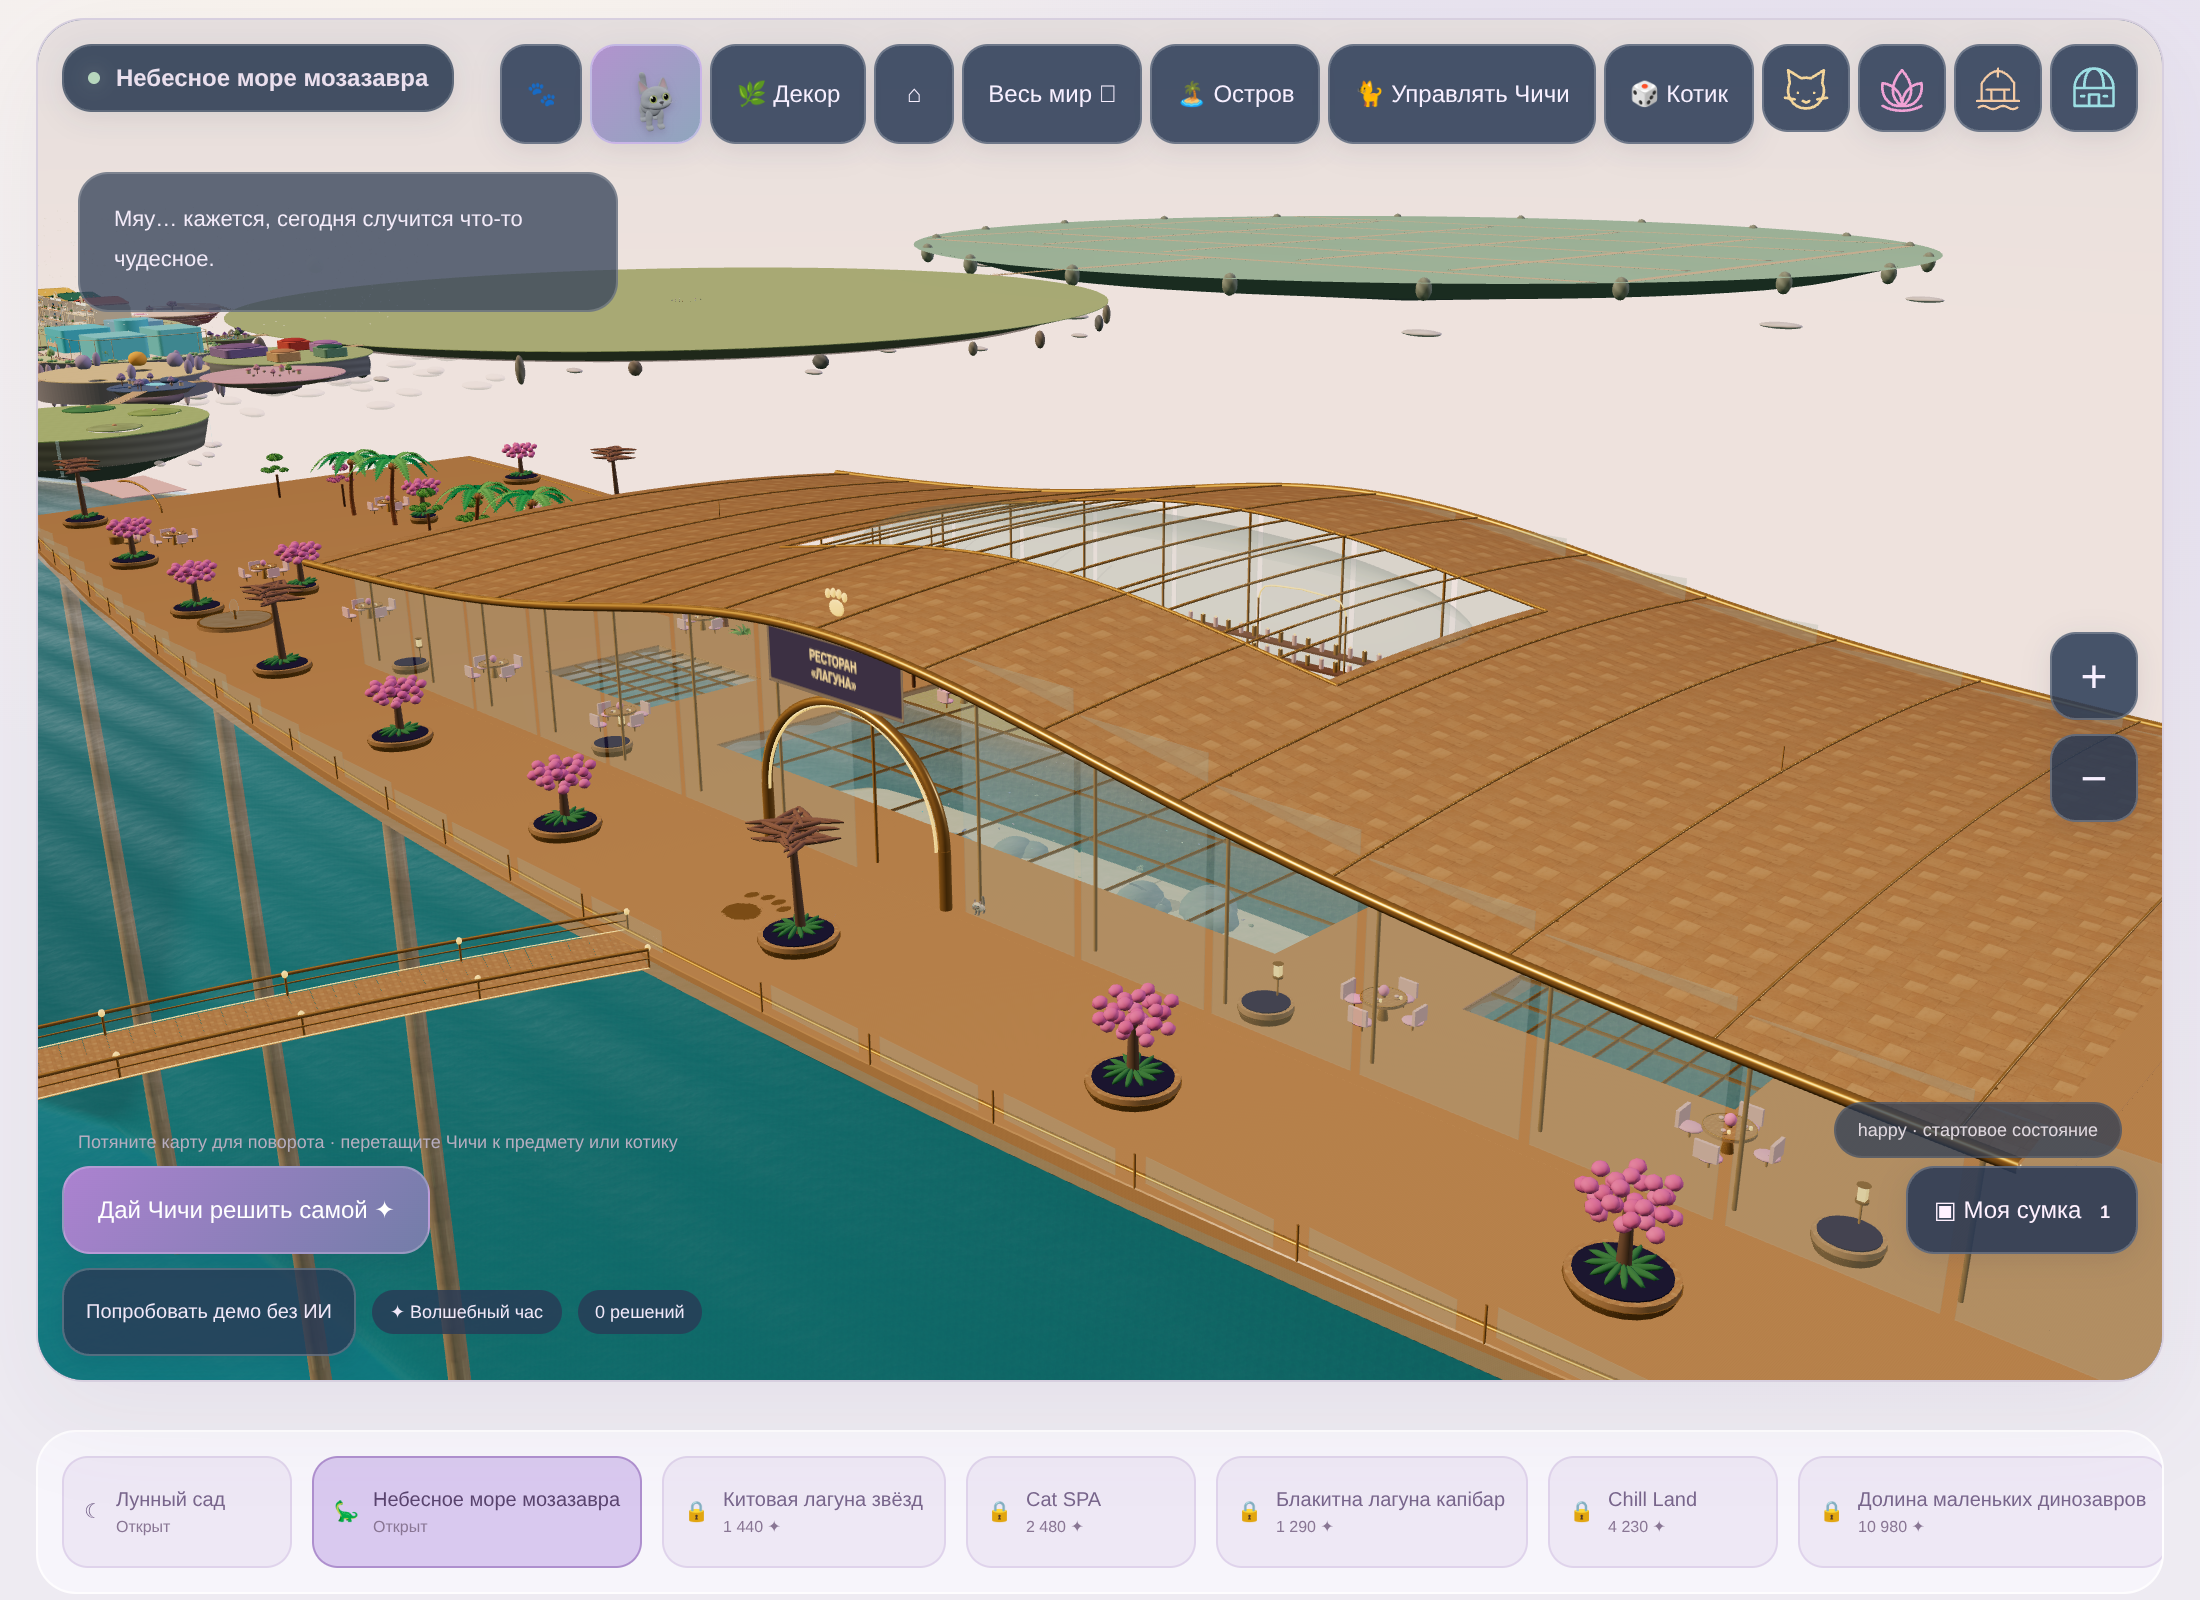 Небесное море мозазавра
🌿 Декор
⌂
Весь мир
🏝️ Остров
🐈 Управлять Чичи
🎲 Котик
Мяу… кажется, сегодня случится что-то
чудесное.
РЕСТОРАН
«ЛАГУНА»
+
−
Потяните карту для поворота · перетащите Чичи к предмету или котику
happy · стартовое состояние
Дай Чичи решить самой ✦
▣ Моя сумка 1
Попробовать демо без ИИ
✦ Волшебный час
0 решений
Лунный сад
Открыт
Небесное море мозазавра
Открыт
Китовая лагуна звёзд
1 440 ✦
Cat SPA
2 480 ✦
Блакитна лагуна капібар
1 290 ✦
Chill Land
4 230 ✦
Долина маленьких динозавров
10 980 ✦